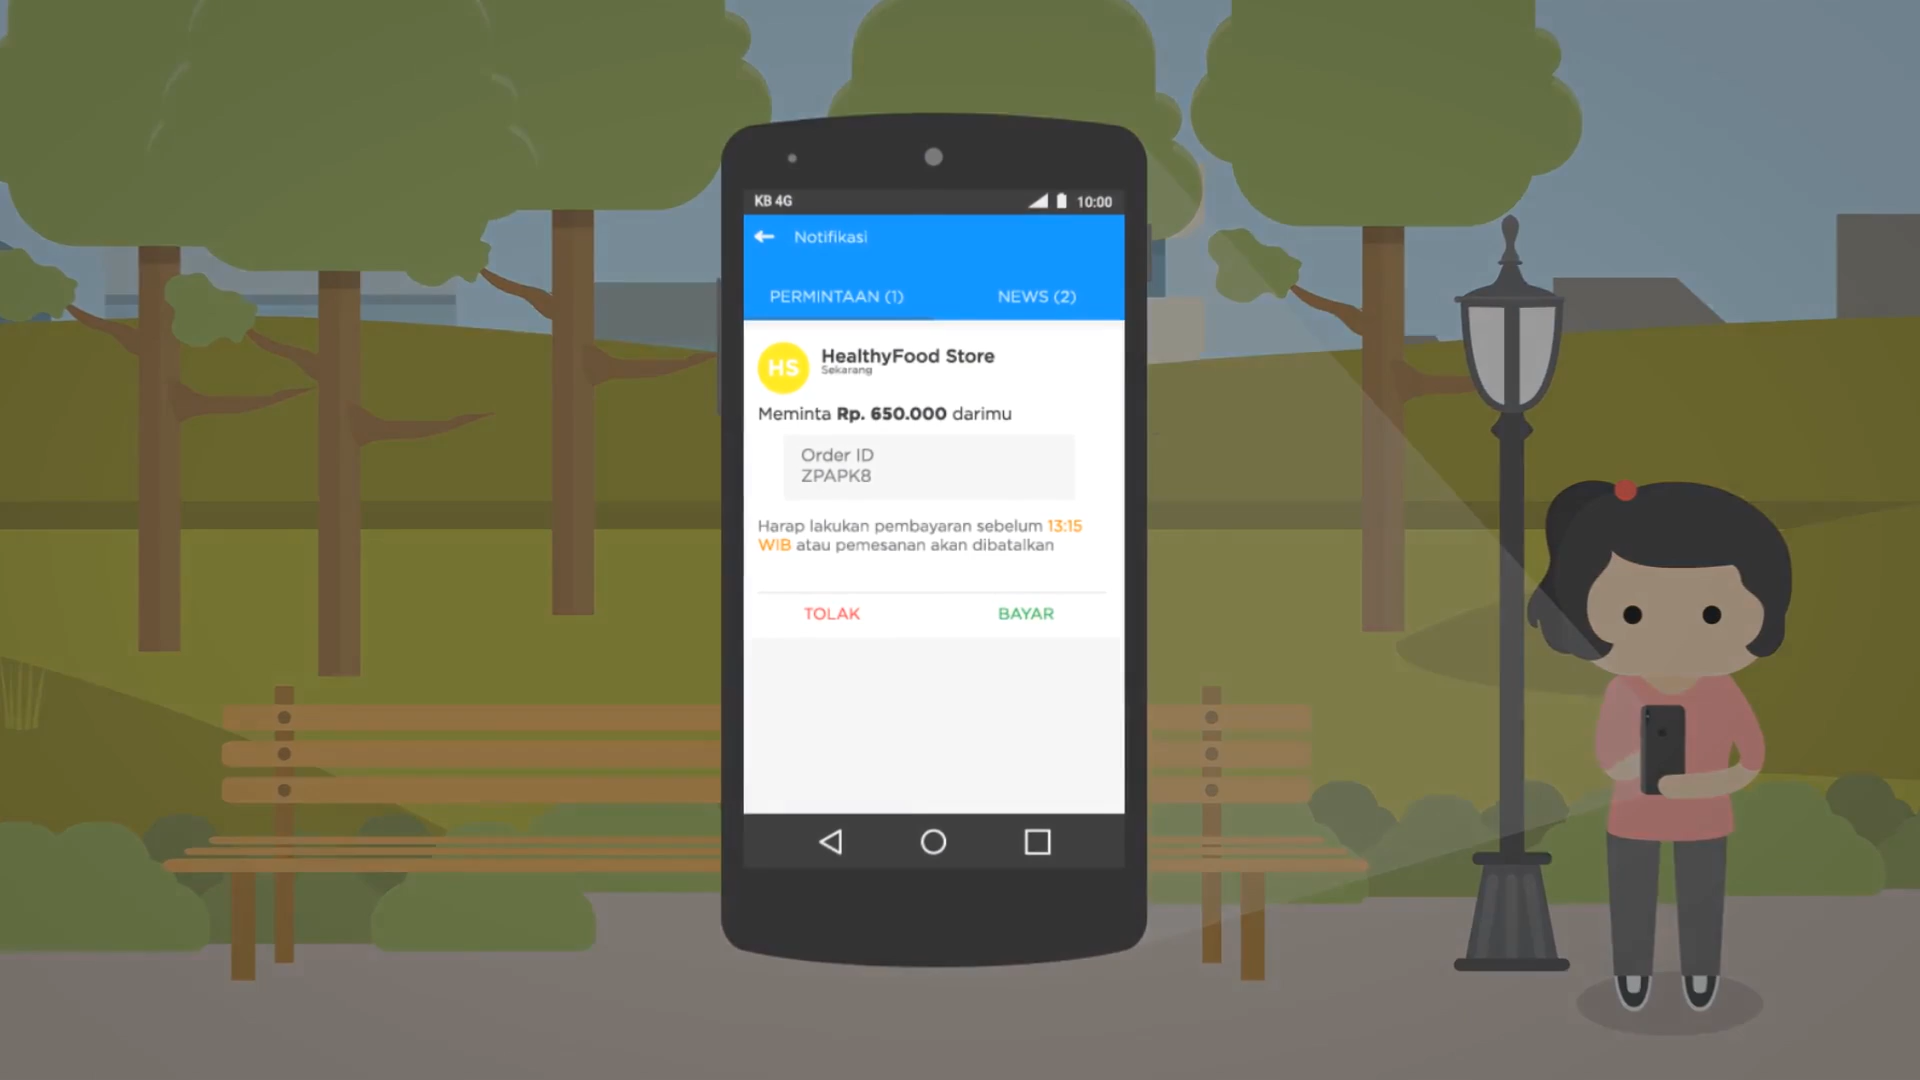 KB 4G 10:00
Notifikasi
PERMINTAAN (1) NEWS (2)
HS
HealthyFood Store
Sekarang
Meminta Rp. 650.000 darimu
Order ID
ZPAPK8
Harap lakukan pembayaran sebelum 13:15
WIB atau pemesanan akan dibatalkan
TOLAK BAYAR